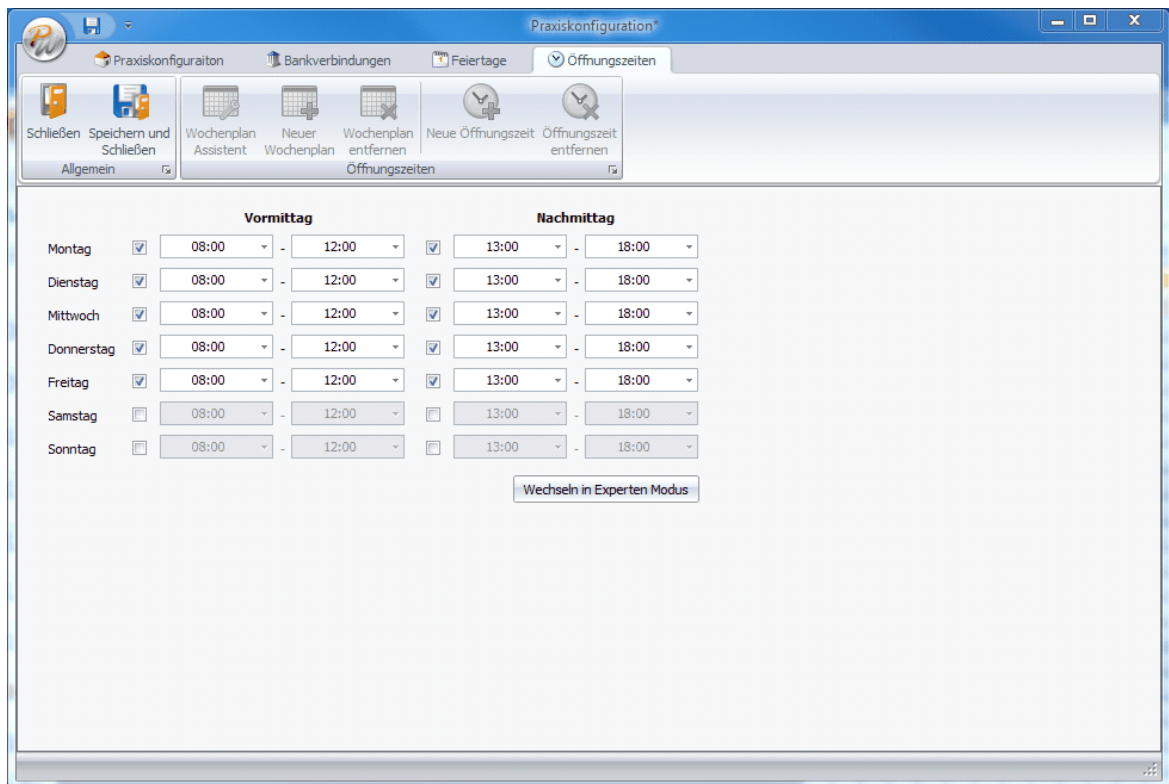 PW
Praxiskonfiguration*
Praxiskonfiguraiton Bankverbindungen Feiertage Öffnungszeiten
Schließen Speichern und Schließen Wochenplan Assistent Neuer Wochenplan Wochenplan entfernen Neue Öffnungszeit Öffnungszeit entfernen
Allgemein Öffnungszeiten
Vormittag Nachmittag
Montag 08:00 - 12:00 13:00 - 18:00
Dienstag 08:00 - 12:00 13:00 - 18:00
Mittwoch 08:00 - 12:00 13:00 - 18:00
Donnerstag 08:00 - 12:00 13:00 - 18:00
Freitag 08:00 - 12:00 13:00 - 18:00
Samstag 08:00 - 12:00 13:00 - 18:00
Sonntag 08:00 - 12:00 13:00 - 18:00
Wechseln in Experten Modus